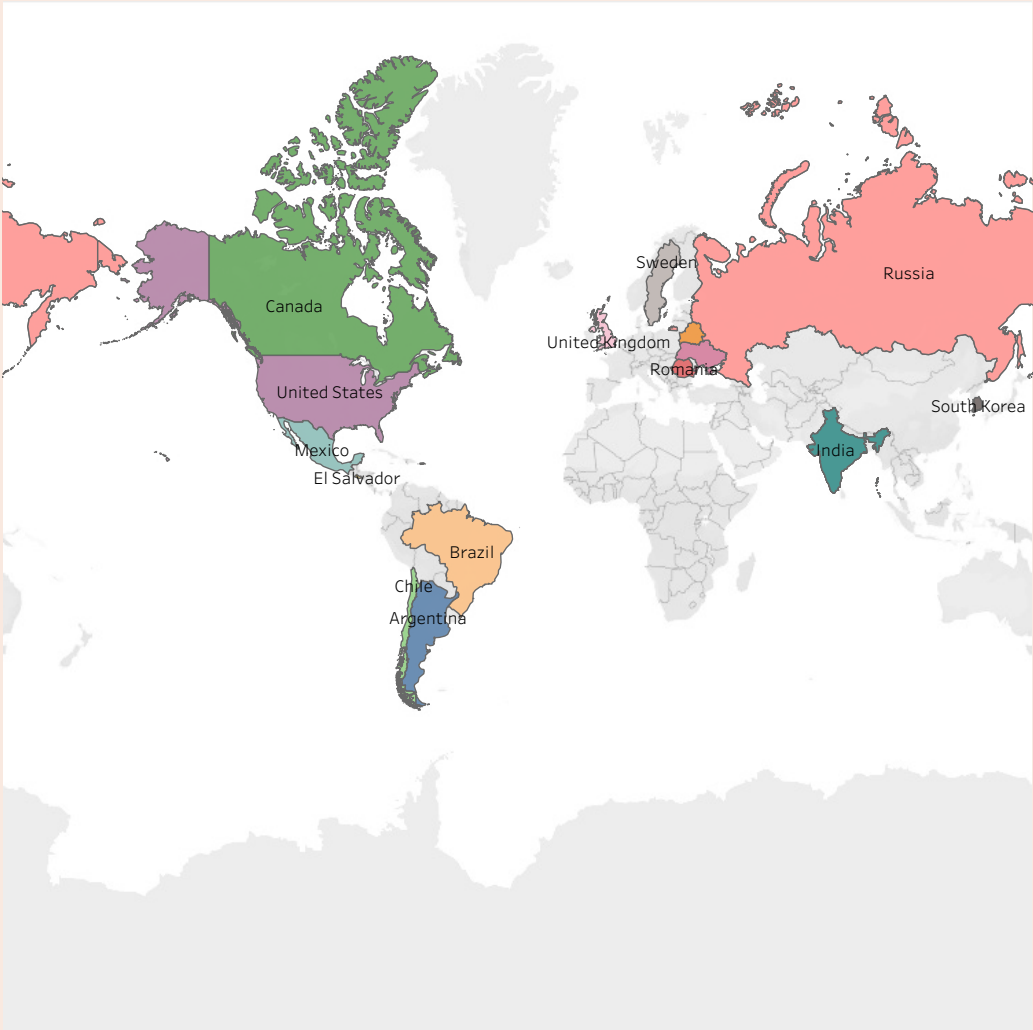 Sweden
Russia
Canada
United Kingdom
Romania
United States
South Korea
Mexico
India
El Salvador
Brazil
Chile
Argentina